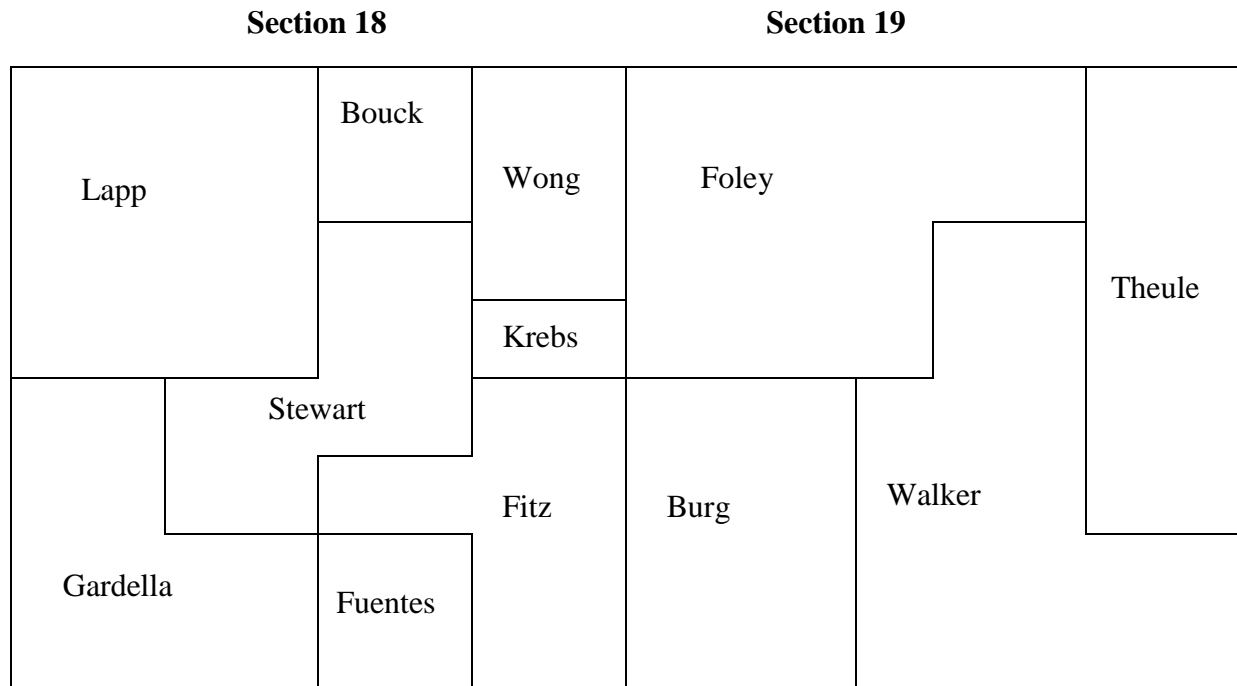 Section 18 Section 19
Bouck
Lapp
Wong
Foley
Theule
Krebs
Stewart
Fitz
Burg
Walker
Gardella
Fuentes